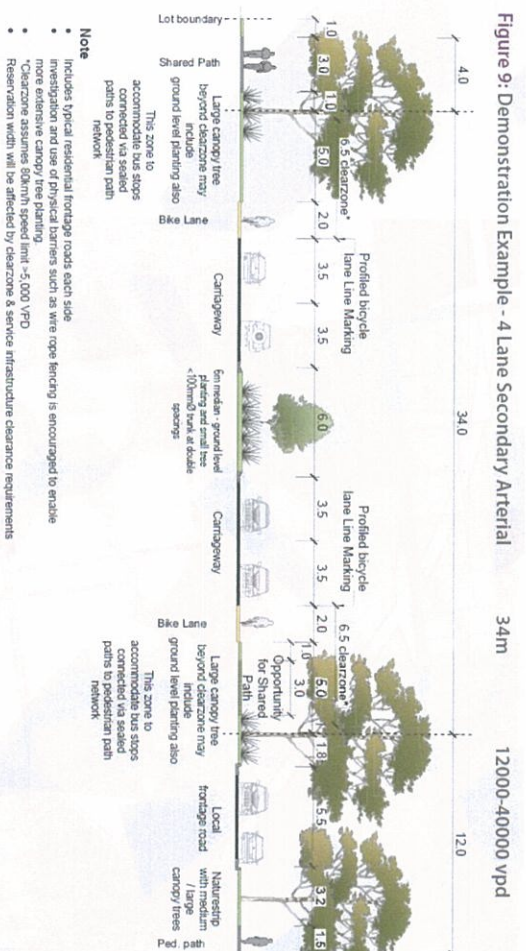 Figure 9: Demonstration Example - 4 Lane Secondary Arterial 34m 12000-40000 vpd
4.0
34.0
12.0
Lot boundary
1.0
3.0
1.0
6.5 clearzone*
5.0
2.0
Profiled bicycle
lane Line Marking
3.5
3.5
6.0
Profiled bicycle
lane Line Marking
3.5
3.5
2.0
6.5 clearzone*
1.0
5.0
3.0
Opportunity
for Shared
Path
1.8
5.5
3.2
1.5
Shared Path
Large canopy tree
beyond clearzone may
include
ground level planting also
This zone to
accommodate bus stops
connected via sealed
paths to pedestrian path
network
Bike Lane
Carriageway
6m median - ground level
planting and small tree
<100mmØ trunk at double
spacings
Carriageway
Bike Lane
Large canopy tree
beyond clearzone may
include
ground level planting also
This zone to
accommodate bus stops
connected via sealed
paths to pedestrian path
network
Local
frontage road
Naturestrip
with medium
/ large
canopy trees
Ped. path
Note
• Includes typical residential frontage roads each side
• Investigation and use of physical barriers such as wire rope fencing is encouraged to enable
more extensive canopy tree planting.
• *Clearzone assumes 80km/h speed limit >5,000 VPD
• Reservation width will be affected by clearzone & service infrastructure clearance requirements